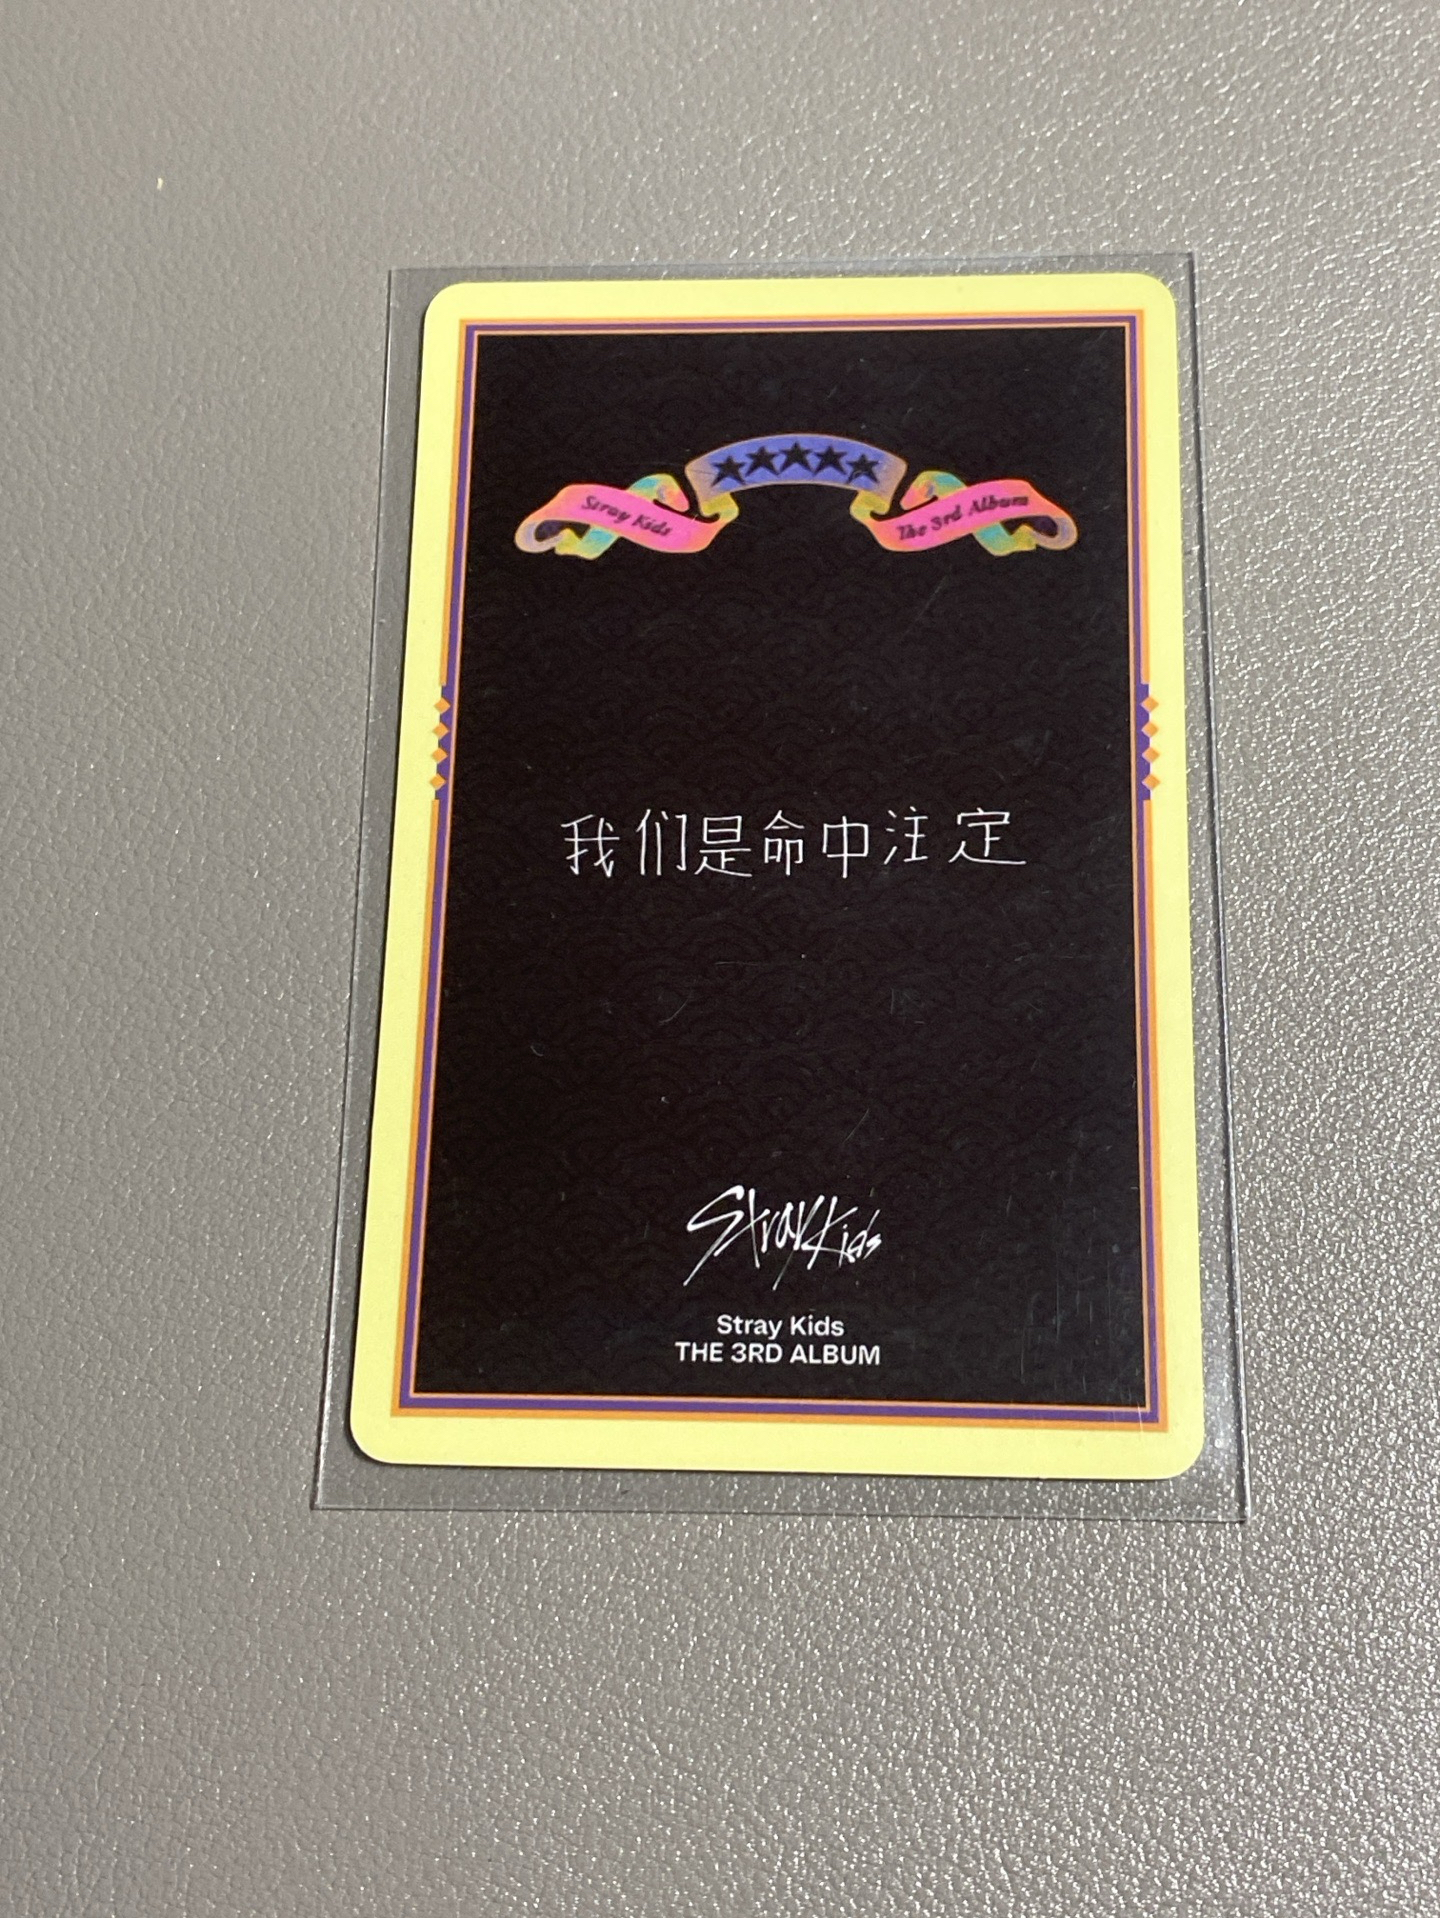 ★★★★★
Stray Kids
The 3rd Album
我们是命中注定
Stray Kids
Stray Kids
THE 3RD ALBUM